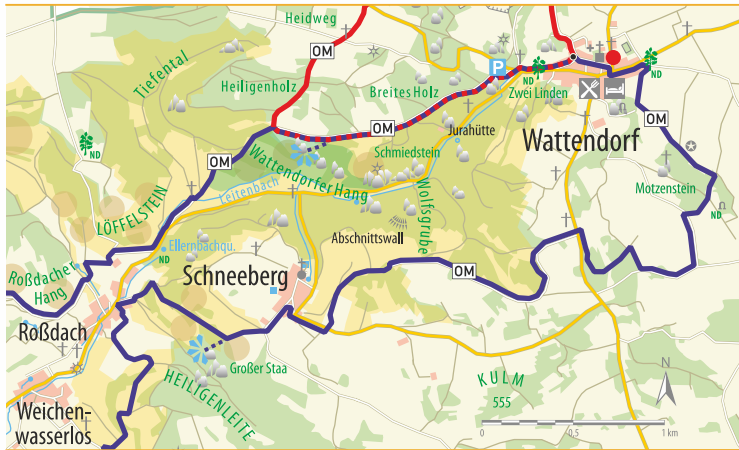 Heidweg
OM
Tiefental
Heiligenholz
P
Breites Holz
ND
Zwei Linden
ND
ND
OM
Jurahütte
Wattendorf
OM
OM
Wattendorfer Hang
Schmiedstein
Motzenstein
Leitenbach
Wolfsgrube
ND
LÖFFELSTEIN
Abschnittswall
Ellernbachqu.
ND
OM
Schneeberg
Roßdacher
Hang
OM
Roßdach
Großer Staa
HEILIGENLEITE
KULM
555
N
Weichen-
wasserlos
0
0,5
1 km